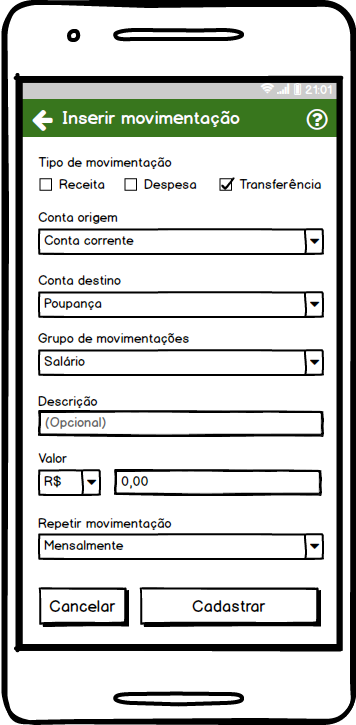 21:01
Inserir movimentação
Tipo de movimentação
Receita Despesa Transferência
Conta origem
Conta corrente
Conta destino
Poupança
Grupo de movimentações
Salário
Descrição
(Opcional)
Valor
R$ 0,00
Repetir movimentação
Mensalmente
Cancelar Cadastrar